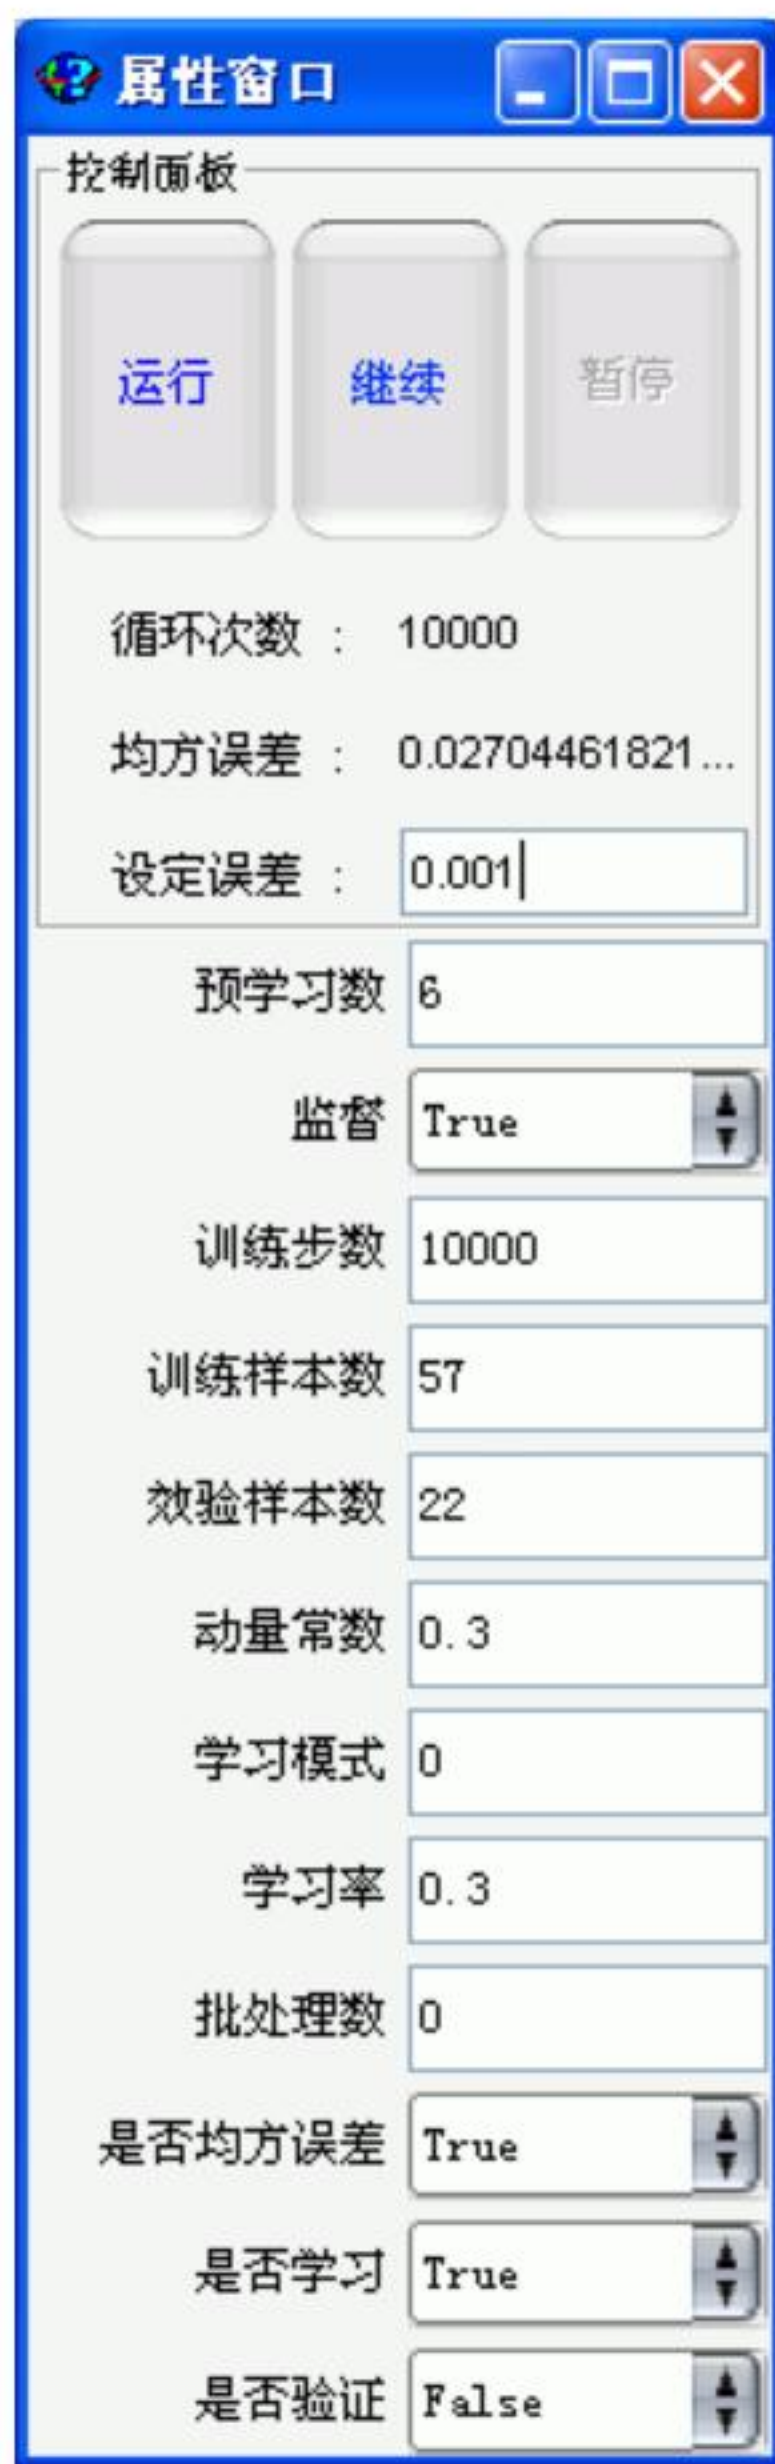 属性窗口
控制面板
运行 继续 暂停
循环次数 : 10000
均方误差 : 0.02704461821...
设定误差 : 0.001
预学习数 6
监督 True
训练步数 10000
训练样本数 57
效验样本数 22
动量常数 0.3
学习模式 0
学习率 0.3
批处理数 0
是否均方误差 True
是否学习 True
是否验证 False